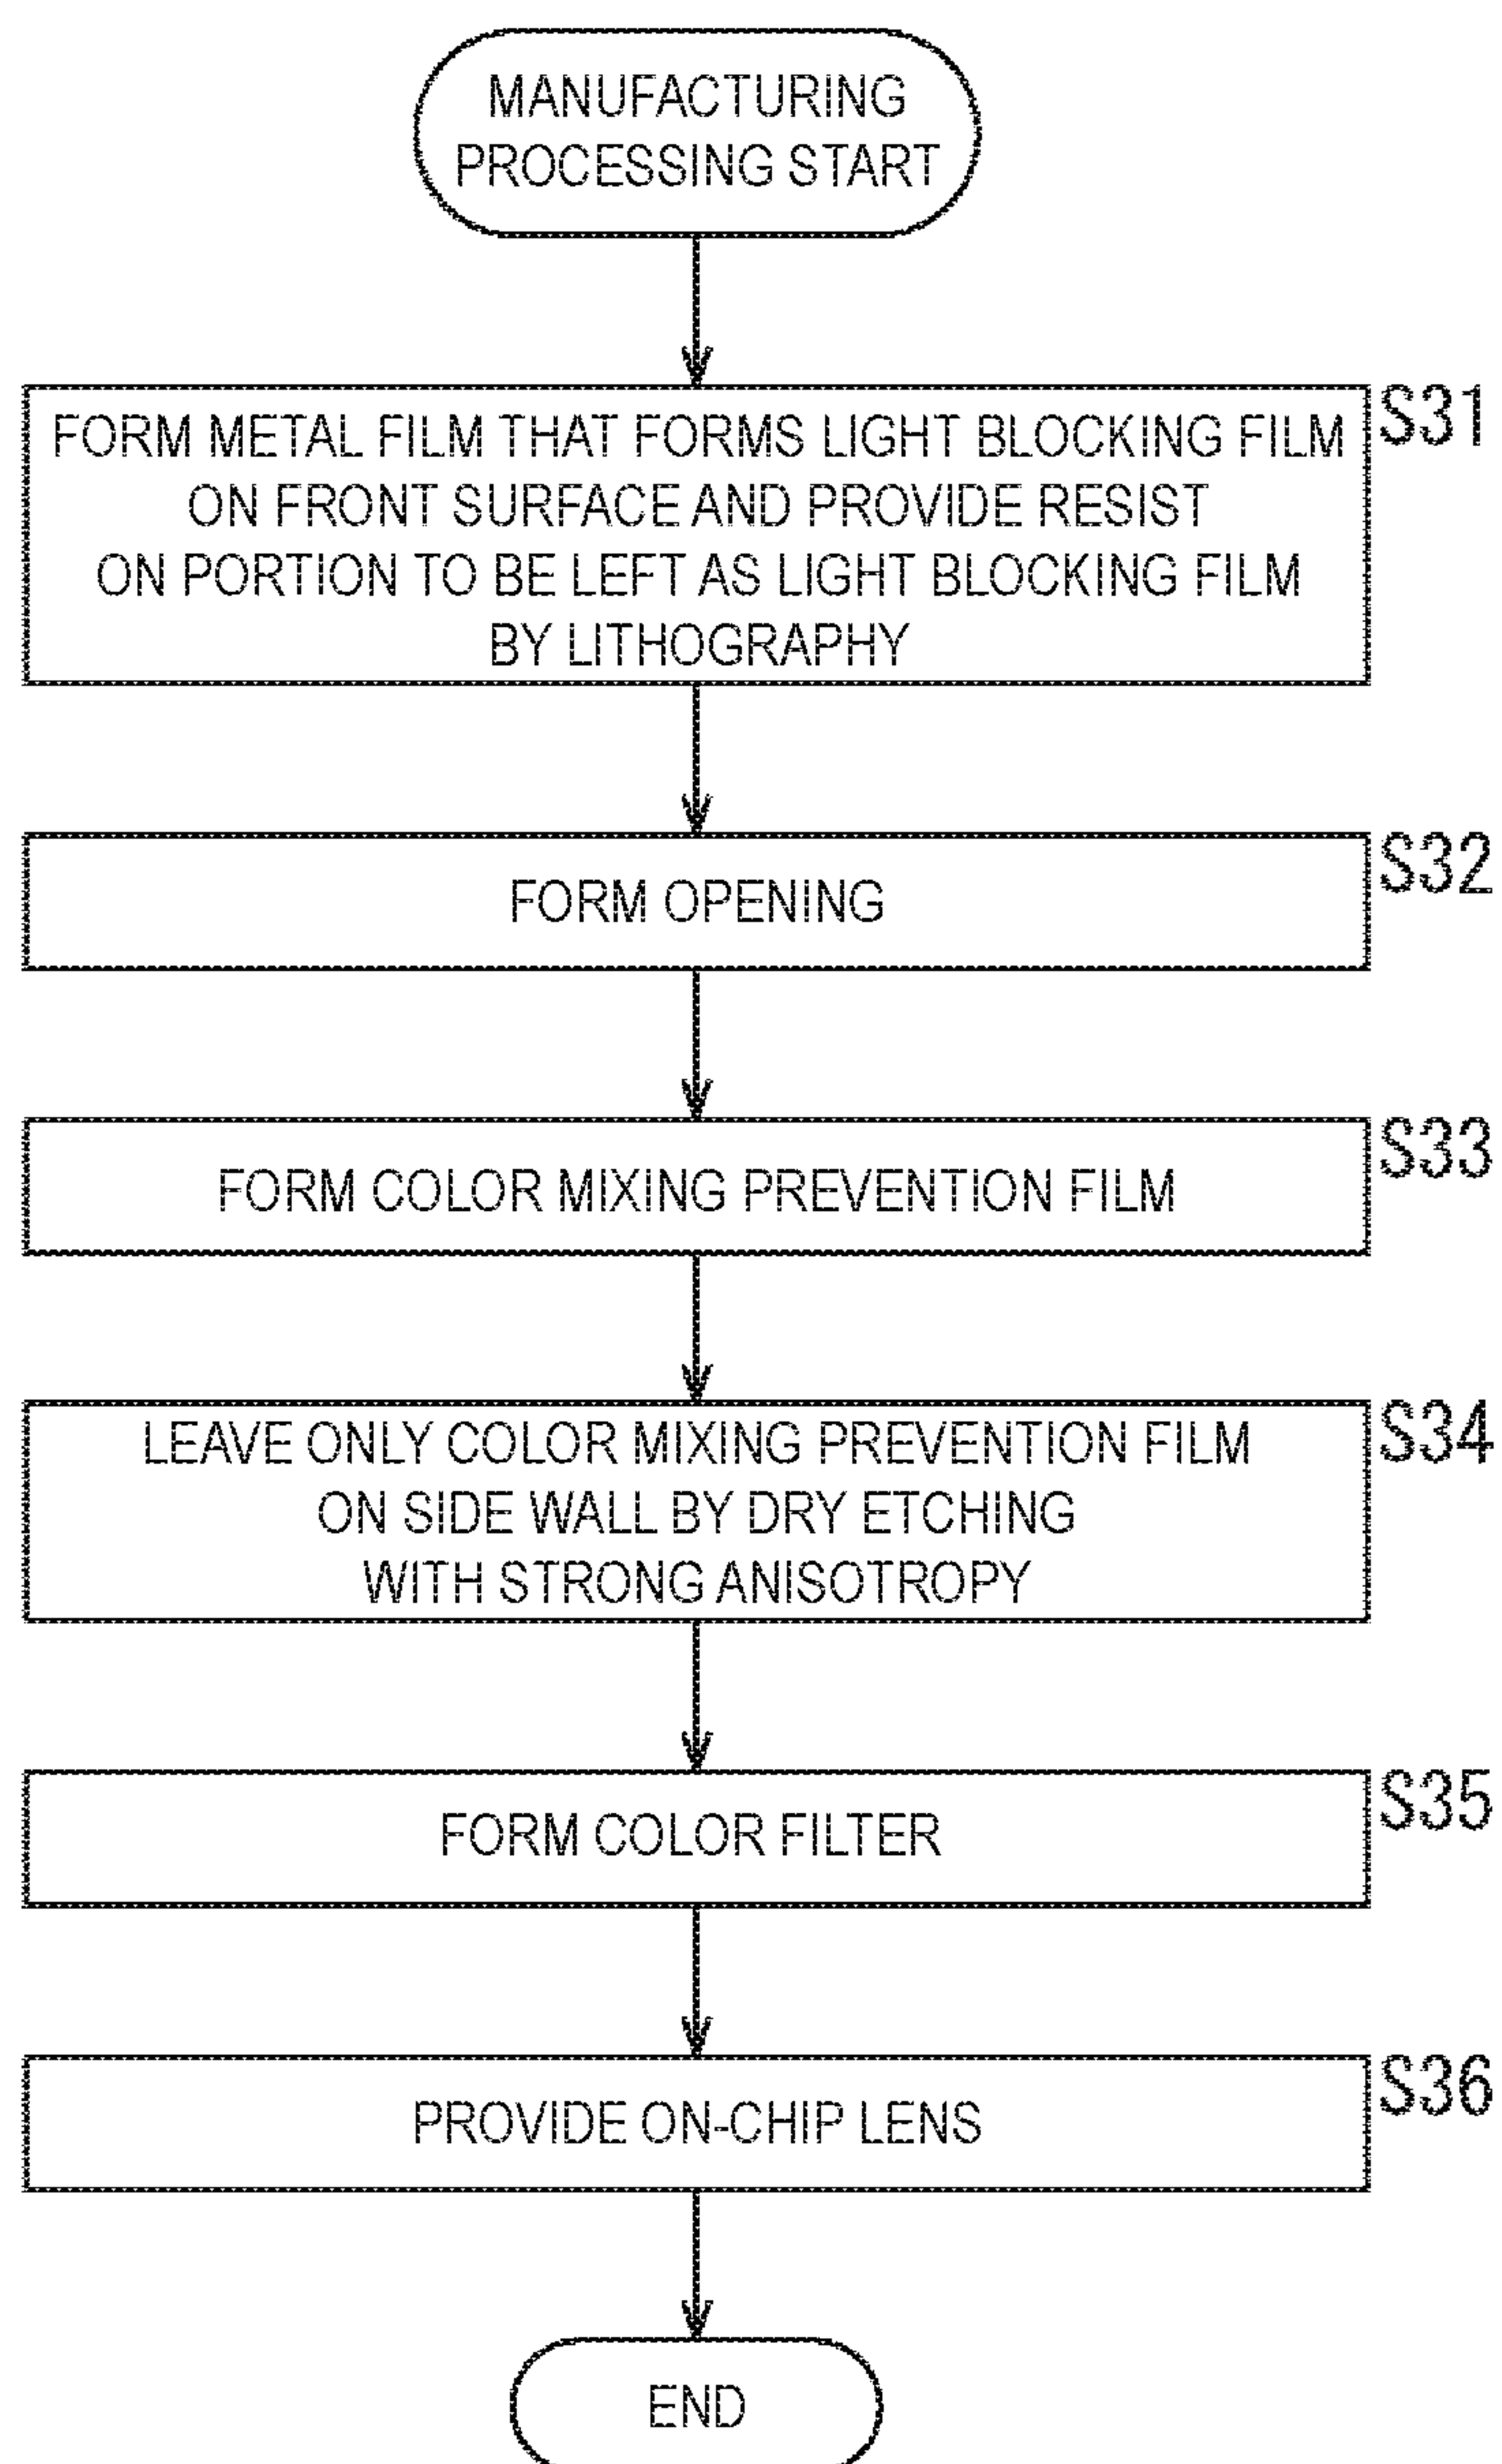 MANUFACTURING
PROCESSING START
S31
FORM METAL FILM THAT FORMS LIGHT BLOCKING FILM
ON FRONT SURFACE AND PROVIDE RESIST
ON PORTION TO BE LEFT AS LIGHT BLOCKING FILM
BY LITHOGRAPHY
S32
FORM OPENING
S33
FORM COLOR MIXING PREVENTION FILM
S34
LEAVE ONLY COLOR MIXING PREVENTION FILM
ON SIDE WALL BY DRY ETCHING
WITH STRONG ANISOTROPY
S35
FORM COLOR FILTER
S36
PROVIDE ON-CHIP LENS
END